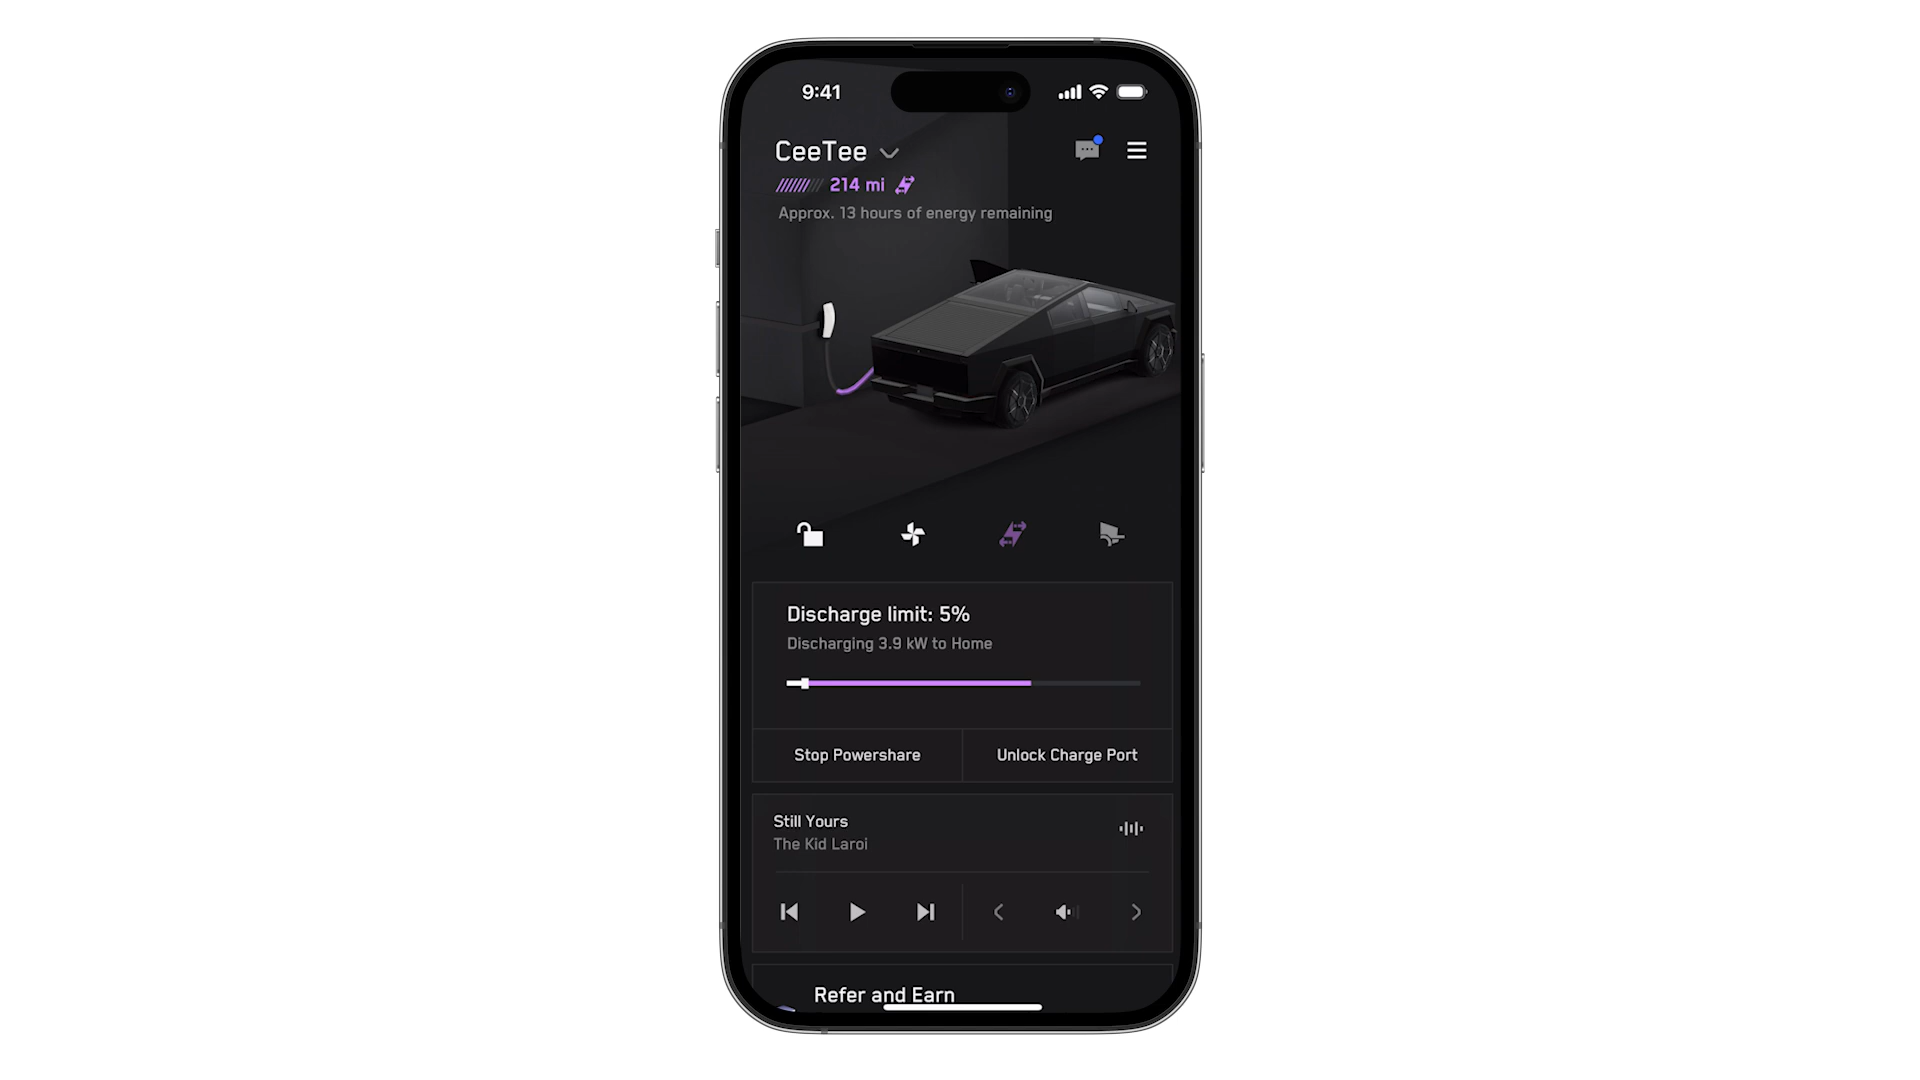 9:41
CeeTee
214 mi
Approx. 13 hours of energy remaining
Discharge limit: 5%
Discharging 3.9 kW to Home
Stop Powershare
Unlock Charge Port
Still Yours
The Kid Laroi
Refer and Earn